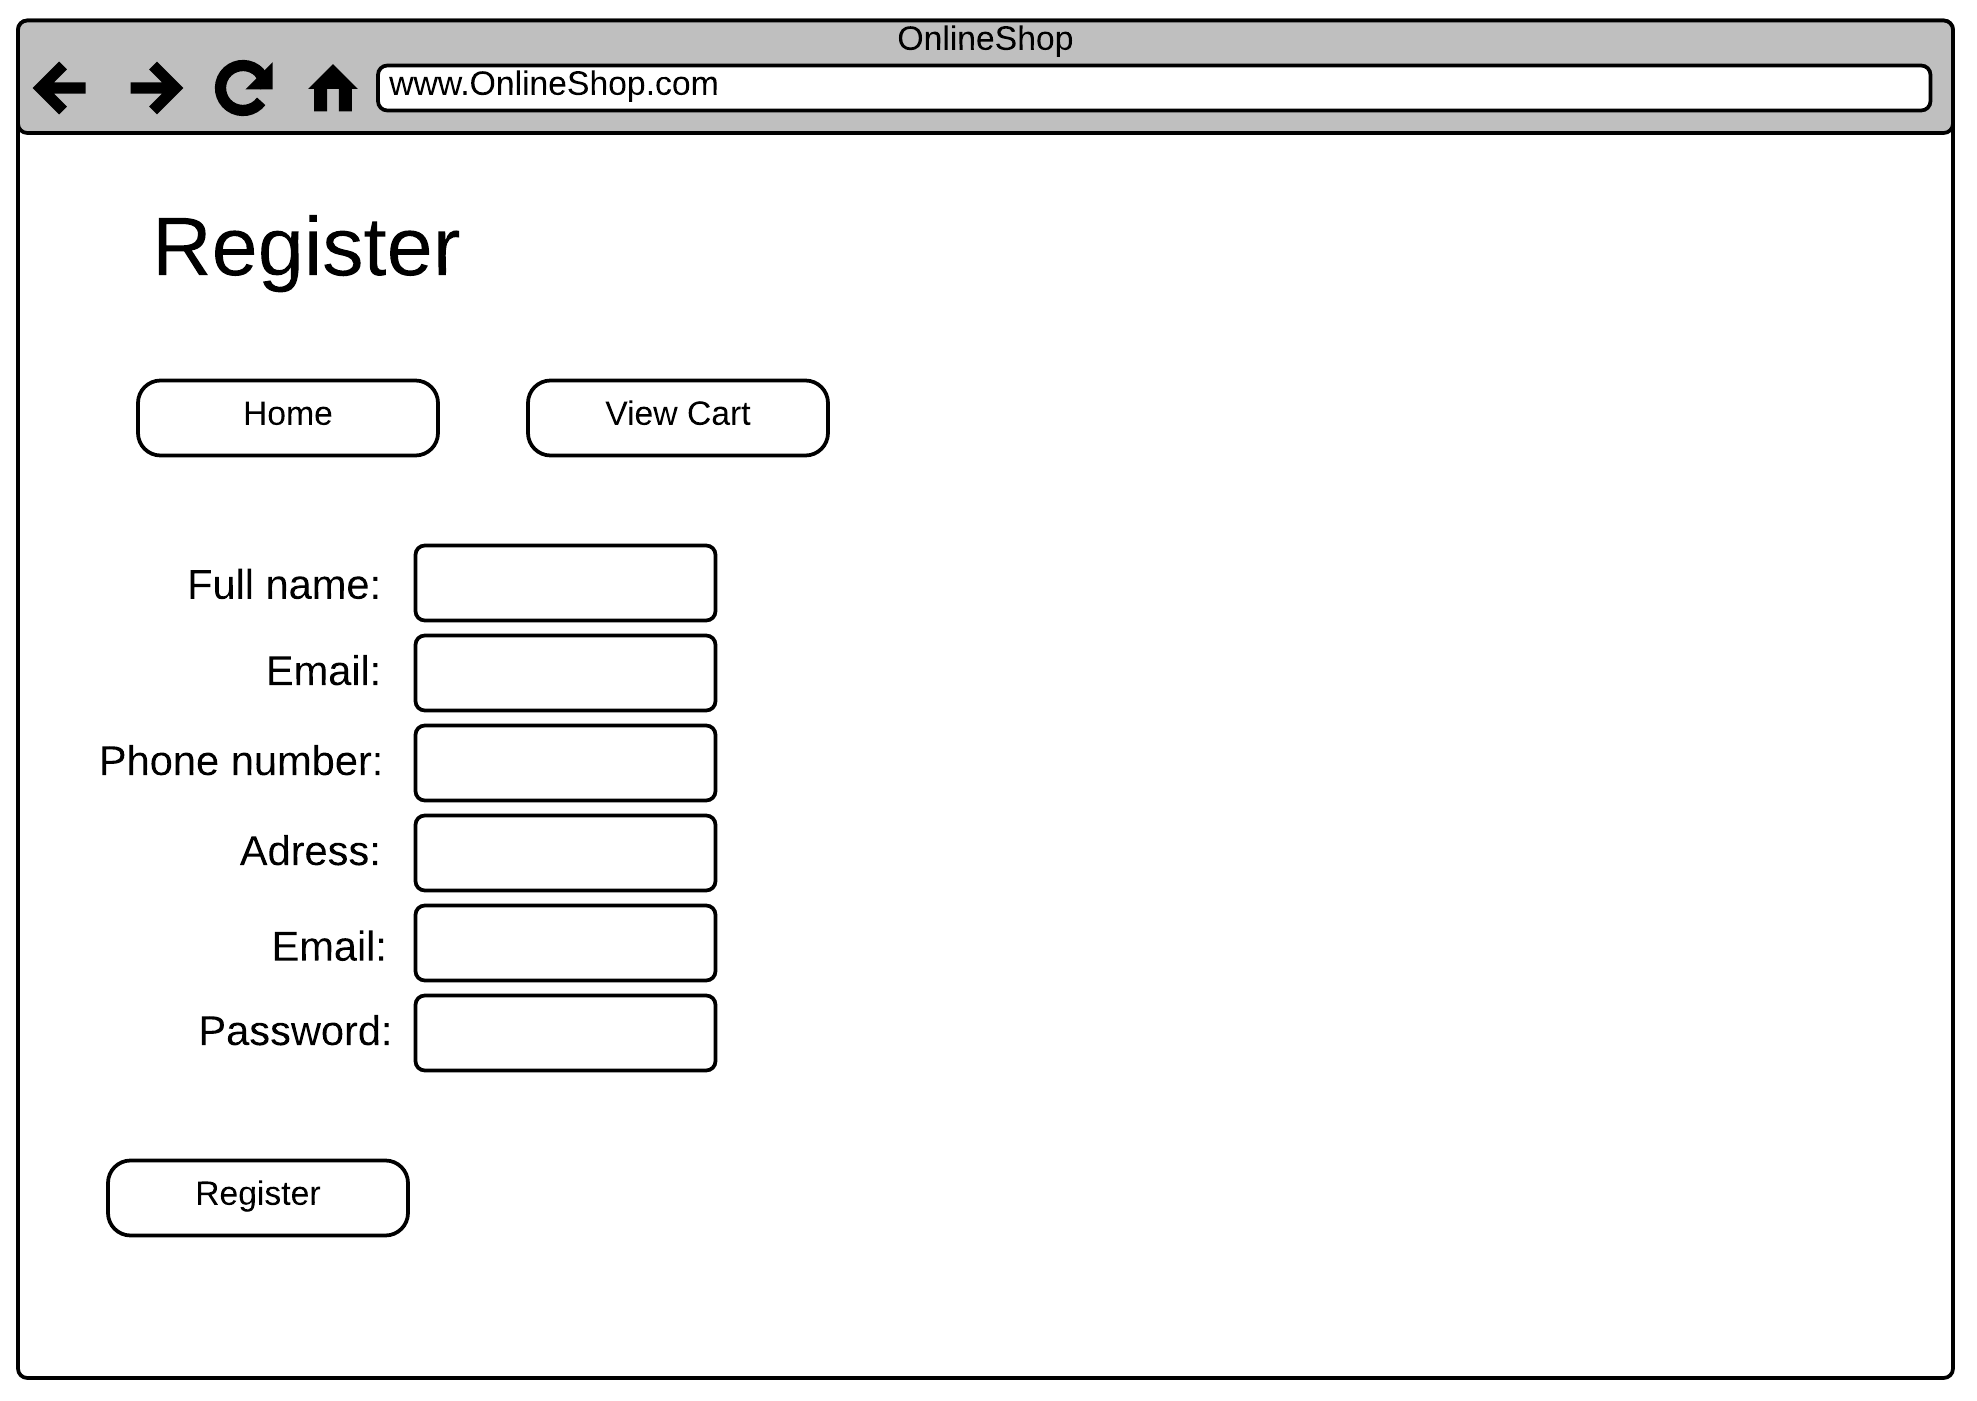 OnlineShop
www.OnlineShop.com
Register
Home
View Cart
Full name:
Email:
Phone number:
Adress:
Email:
Password:
Register